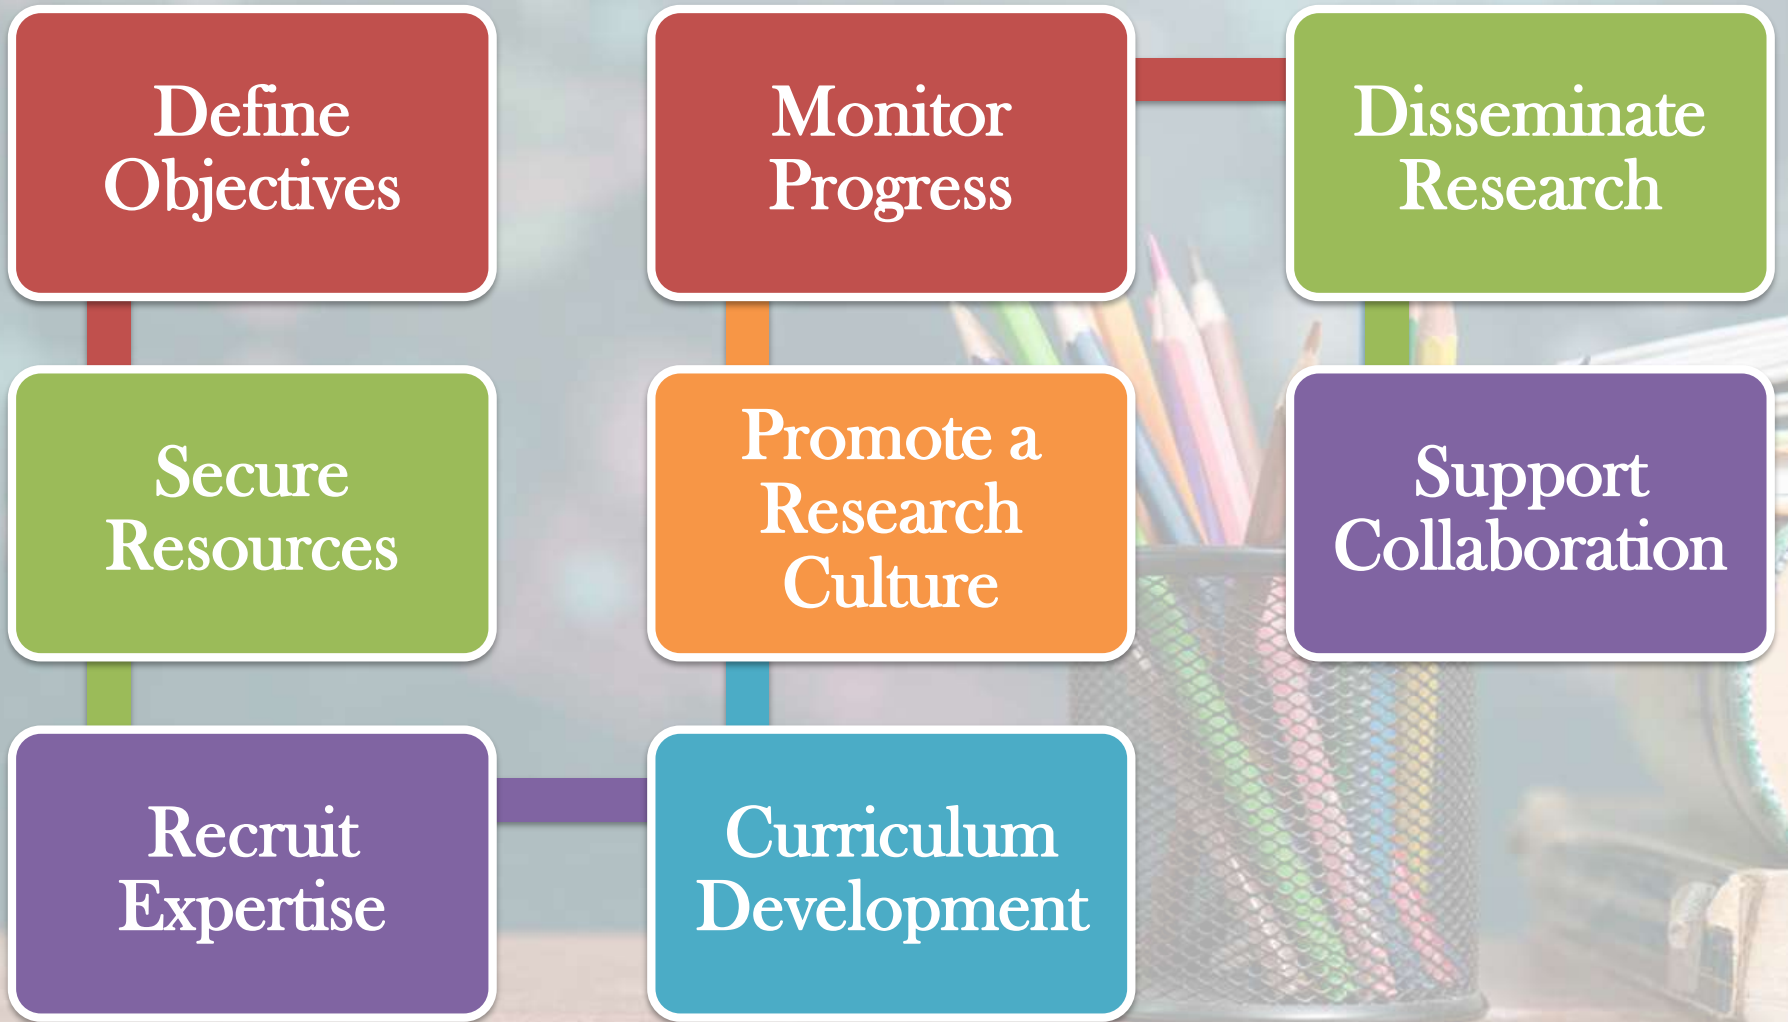 Define
Objectives
Secure
Resources
Recruit
Expertise
Curriculum
Development
Promote a
Research
Culture
Monitor
Progress
Disseminate
Research
Support
Collaboration